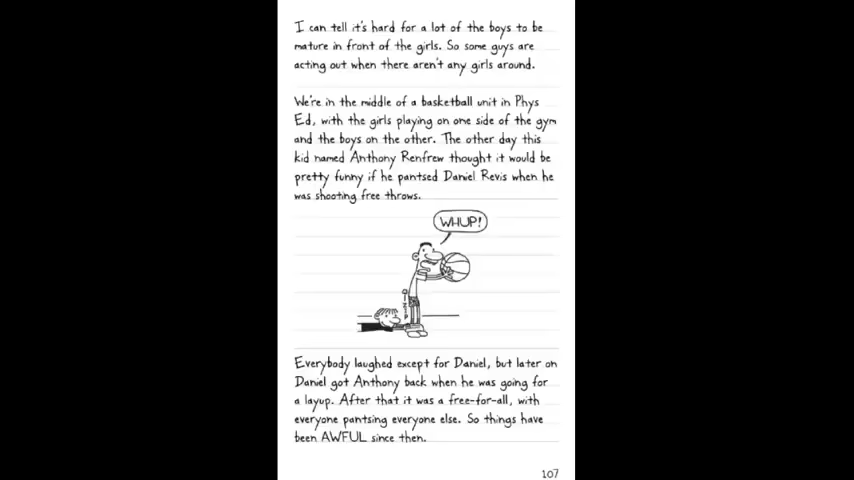 I can tell it's hard for a lot of the boys to be
mature in front of the girls. So some guys are
acting out when there aren't any girls around.
We're in the middle of a basketball unit in Phys
Ed, with the girls playing on one side of the gym
and the boys on the other. The other day this
kid named Anthony Renfrew thought it would be
pretty funny if he pantsed Daniel Revis when he
was shooting free throws.
WHUP!
ZIP
Everybody laughed except for Daniel, but later on
Daniel got Anthony back when he was going for
a layup. After that it was a free-for-all, with
everyone pantsing everyone else. So things have
been AWFUL since then.
107